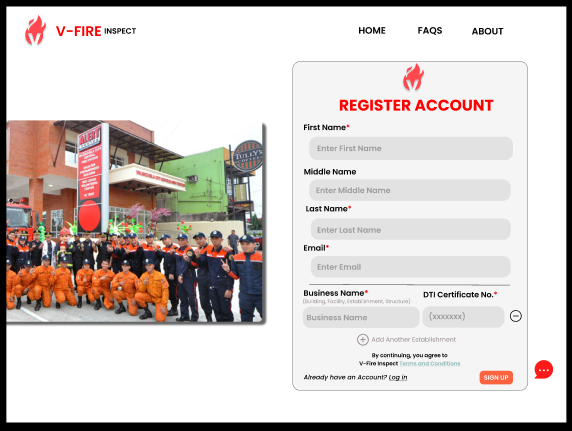 V-FIRE INSPECT
HOME FAQS ABOUT
REGISTER ACCOUNT
First Name*
Enter First Name
Middle Name
Enter Middle Name
Last Name*
Enter Last Name
Email*
Enter Email
Business Name* DTI Certificate No.*
(Building, Facility, Establishment, Structure)
Business Name (xxxxxxx)
Add Another Establishment
By continuing, you agree to
V-Fire Inspect Terms and Conditions
Already have an Account? Log in
SIGN UP
ALERT
TULLY'S